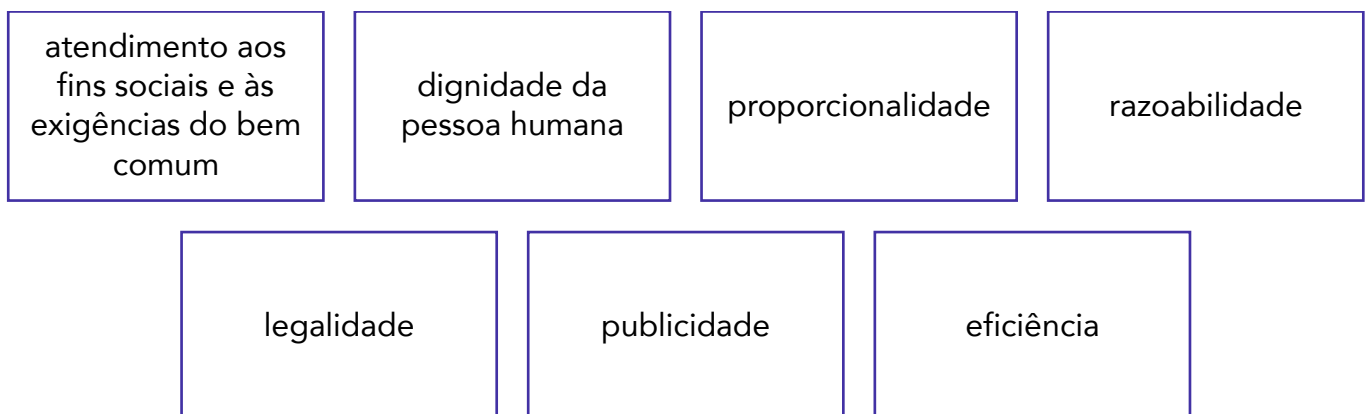 atendimento aos
fins sociais e às
exigências do bem
comum
dignidade da
pessoa humana
proporcionalidade
razoabilidade
legalidade
publicidade
eficiência